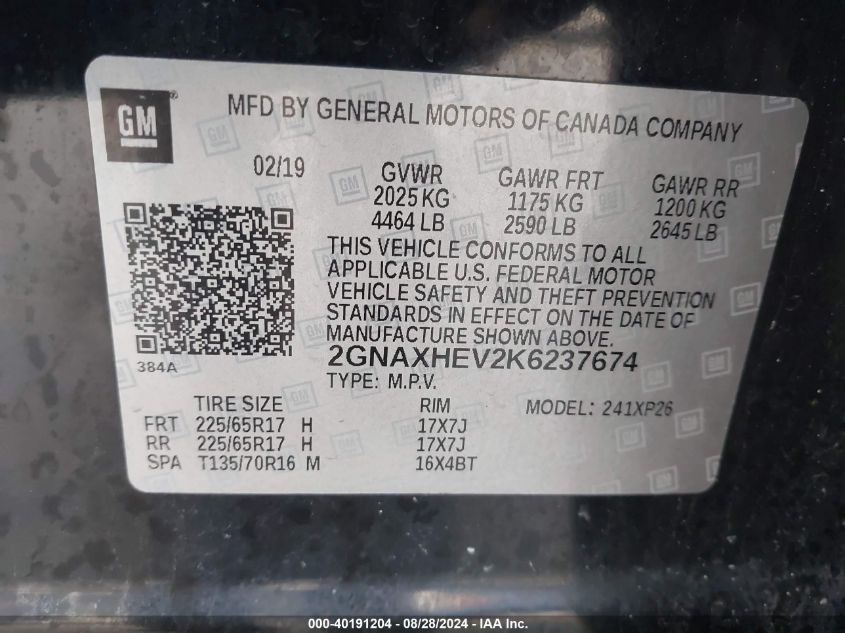 GM®
MFD BY GENERAL MOTORS OF CANADA COMPANY
02/19 GVWR GAWR FRT GAWR RR
2025 KG 1175 KG 1200 KG
4464 LB 2590 LB 2645 LB
THIS VEHICLE CONFORMS TO ALL
APPLICABLE U.S. FEDERAL MOTOR
VEHICLE SAFETY AND THEFT PREVENTION
STANDARDS IN EFFECT ON THE DATE OF
MANUFACTURE SHOWN ABOVE.
384A
2GNAXHEV2K6237674
TYPE: M.P.V.
TIRE SIZE RIM MODEL: 241XP26
FRT 225/65R17 H 17X7J
RR 225/65R17 H 17X7J
SPA T135/70R16 M 16X4BT
000-40191204 - 08/28/2024 - IAA Inc.